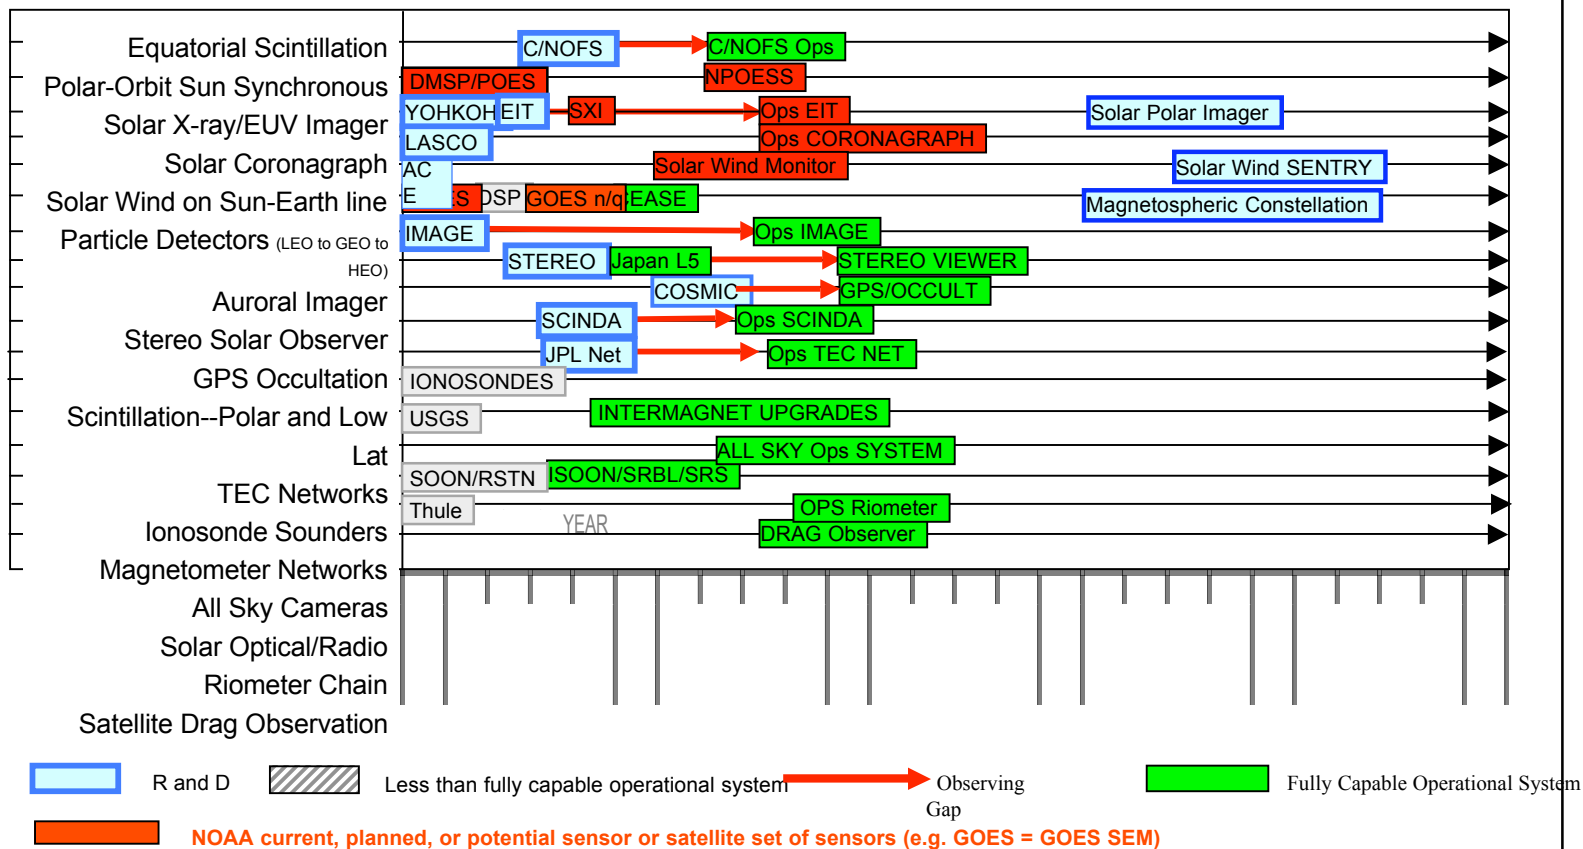 Equatorial Scintillation
C/NOFS
C/NOFS Ops
Polar-Orbit Sun Synchronous
DMSP/POES
NPOESS
Solar X-ray/EUV Imager
YOHKOH
EIT
SXI
Ops EIT
Solar Polar Imager
LASCO
Ops CORONAGRAPH
Solar Coronagraph
AC
E
Solar Wind Monitor
Solar Wind SENTRY
Solar Wind on Sun-Earth line
GOES n/q
Magnetospheric Constellation
Particle Detectors (LEO to GEO to
HEO)
IMAGE
Ops IMAGE
STEREO
Japan L5
STEREO VIEWER
Auroral Imager
COSMIC
GPS/OCCULT
Stereo Solar Observer
SCINDA
Ops SCINDA
JPL Net
Ops TEC NET
GPS Occultation
IONOSONDES
Scintillation--Polar and Low
Lat
USGS
INTERMAGNET UPGRADES
ALL SKY Ops SYSTEM
TEC Networks
SOON/RSTN
ISOON/SRBL/SRS
Ionosonde Sounders
Thule
OPS Riometer
YEAR
DRAG Observer
Magnetometer Networks
All Sky Cameras
Solar Optical/Radio
Riometer Chain
Satellite Drag Observation
R and D
Less than fully capable operational system
Observing
Gap
Fully Capable Operational System
NOAA current, planned, or potential sensor or satellite set of sensors (e.g. GOES = GOES SEM)